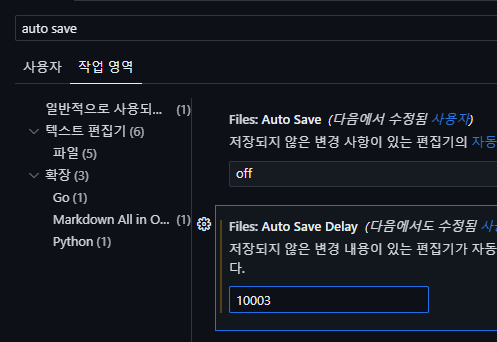 auto save
사용자 작업 영역
일반적으로 사용되... (1)
텍스트 편집기 (6)
파일 (5)
확장 (3)
Go (1)
Markdown All in O... (1)
Python (1)
Files: Auto Save (다음에서 수정됨 사용자)
저장되지 않은 변경 사항이 있는 편집기의 자동
off
Files: Auto Save Delay (다음에서도 수정됨 사용
저장되지 않은 변경 내용이 있는 편집기가 자동
다.
10003